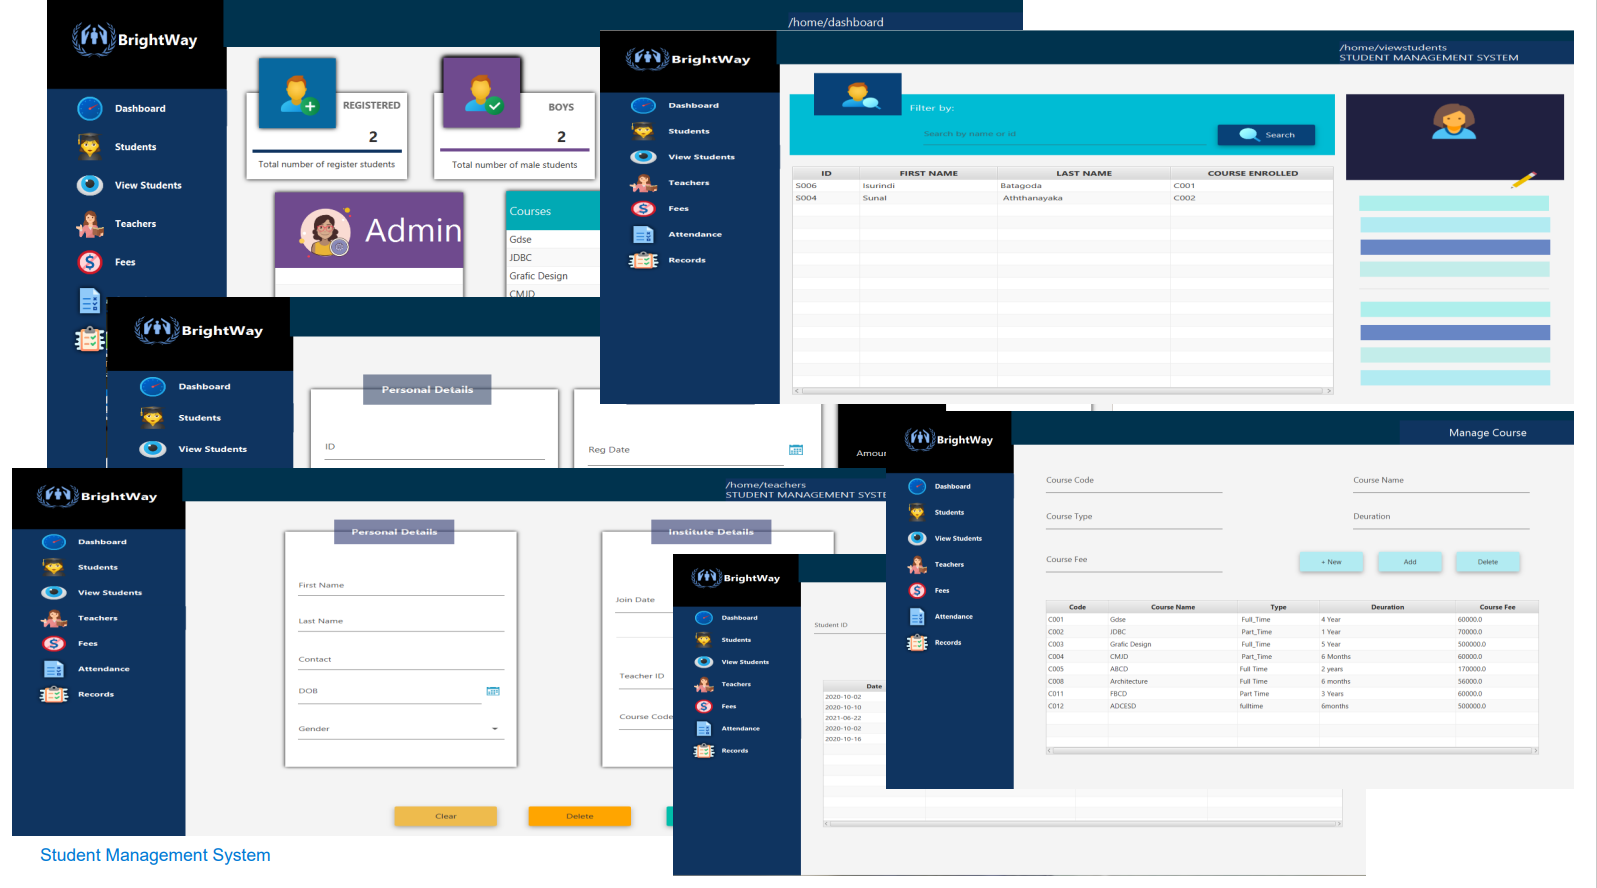 BrightWay
/home/dashboard
Dashboard
Students
View Students
Teachers
Fees
REGISTERED
2
Total number of register students
BOYS
2
Total number of male students
Admin
Courses
Gdse
JDBC
Grafic Design
CMJD
BrightWay
/home/viewstudents
STUDENT MANAGEMENT SYSTEM
Dashboard
Students
View Students
Teachers
Fees
Attendance
Records
Filter by:
Search by name or id
Search
ID FIRST NAME LAST NAME COURSE ENROLLED
S006 Isurindi Batagoda C001
S004 Sunal Aththanayaka C002
BrightWay
Dashboard
Students
View Students
Personal Details
ID
Reg Date
BrightWay
/home/teachers
STUDENT MANAGEMENT SYSTE
Dashboard
Students
View Students
Teachers
Fees
Attendance
Records
Personal Details
First Name
Last Name
Contact
DOB
Gender
Institute Details
Join Date
Teacher ID
Course Code
Clear
Delete
BrightWay
Dashboard
Students
View Students
Teachers
Fees
Attendance
Records
Student ID
Date
2020-10-02
2020-10-10
2021-06-22
2020-10-02
2020-10-16
Amour
BrightWay
Manage Course
Dashboard
Students
View Students
Teachers
Fees
Attendance
Records
Course Code
Course Name
Course Type
Deuration
Course Fee
+ New
Add
Delete
Code Course Name Type Deuration Course Fee
C001 Gdse Full_Time 4 Year 60000.0
C002 JDBC Part_Time 1 Year 70000.0
C003 Grafic Design Full_Time 5 Year 500000.0
C004 CMJD Part_Time 6 Months 60000.0
C005 ABCD Full Time 2 years 170000.0
C008 Architecture Full Time 6 months 56000.0
C011 FBCD Part Time 3 Years 60000.0
C012 ADCESD fulltime 6months 500000.0
Student Management System